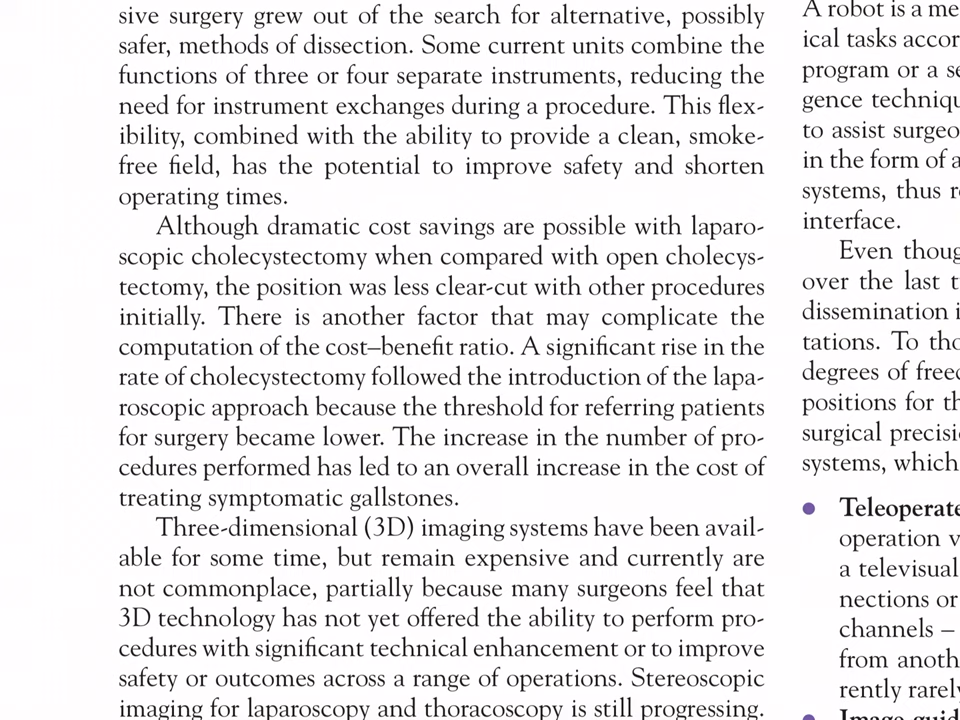 sive surgery grew out of the search for alternative, possibly
safer, methods of dissection. Some current units combine the
functions of three or four separate instruments, reducing the
need for instrument exchanges during a procedure. This flex-
ibility, combined with the ability to provide a clean, smoke-
free field, has the potential to improve safety and shorten
operating times.
Although dramatic cost savings are possible with laparo-
scopic cholecystectomy when compared with open cholecys-
tectomy, the position was less clear-cut with other procedures
initially. There is another factor that may complicate the
computation of the cost–benefit ratio. A significant rise in the
rate of cholecystectomy followed the introduction of the lapa-
roscopic approach because the threshold for referring patients
for surgery became lower. The increase in the number of pro-
cedures performed has led to an overall increase in the cost of
treating symptomatic gallstones.
Three-dimensional (3D) imaging systems have been avail-
able for some time, but remain expensive and currently are
not commonplace, partially because many surgeons feel that
3D technology has not yet offered the ability to perform pro-
cedures with significant technical enhancement or to improve
safety or outcomes across a range of operations. Stereoscopic
imaging for laparoscopy and thoracoscopy is still progressing.
A robot is a me
ical tasks accor
program or a se
gence techniqu
to assist surgeo
in the form of a
systems, thus r
interface.
Even thoug
over the last t
dissemination i
tations. To tho
degrees of freed
positions for th
surgical precisi
systems, which
● Teleoperate
operation v
a televisual
nections or
channels –
from anoth
rently rarely
● Image-guid